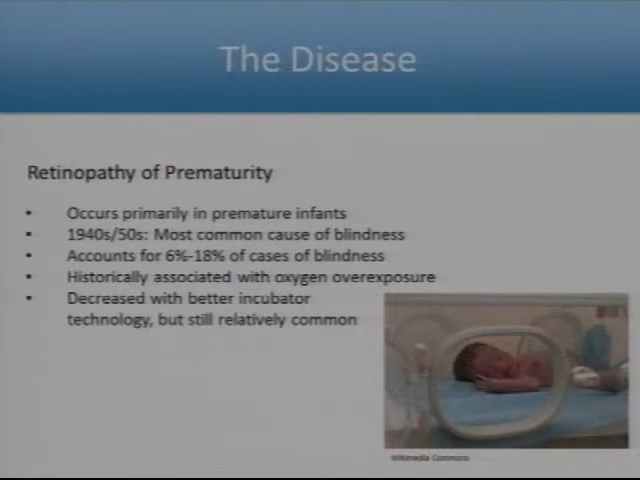 The Disease
Retinopathy of Prematurity
• Occurs primarily in premature infants
• 1940s/50s: Most common cause of blindness
• Accounts for 6%-18% of cases of blindness
• Historically associated with oxygen overexposure
• Decreased with better incubator
technology, but still relatively common
Wikimedia Commons